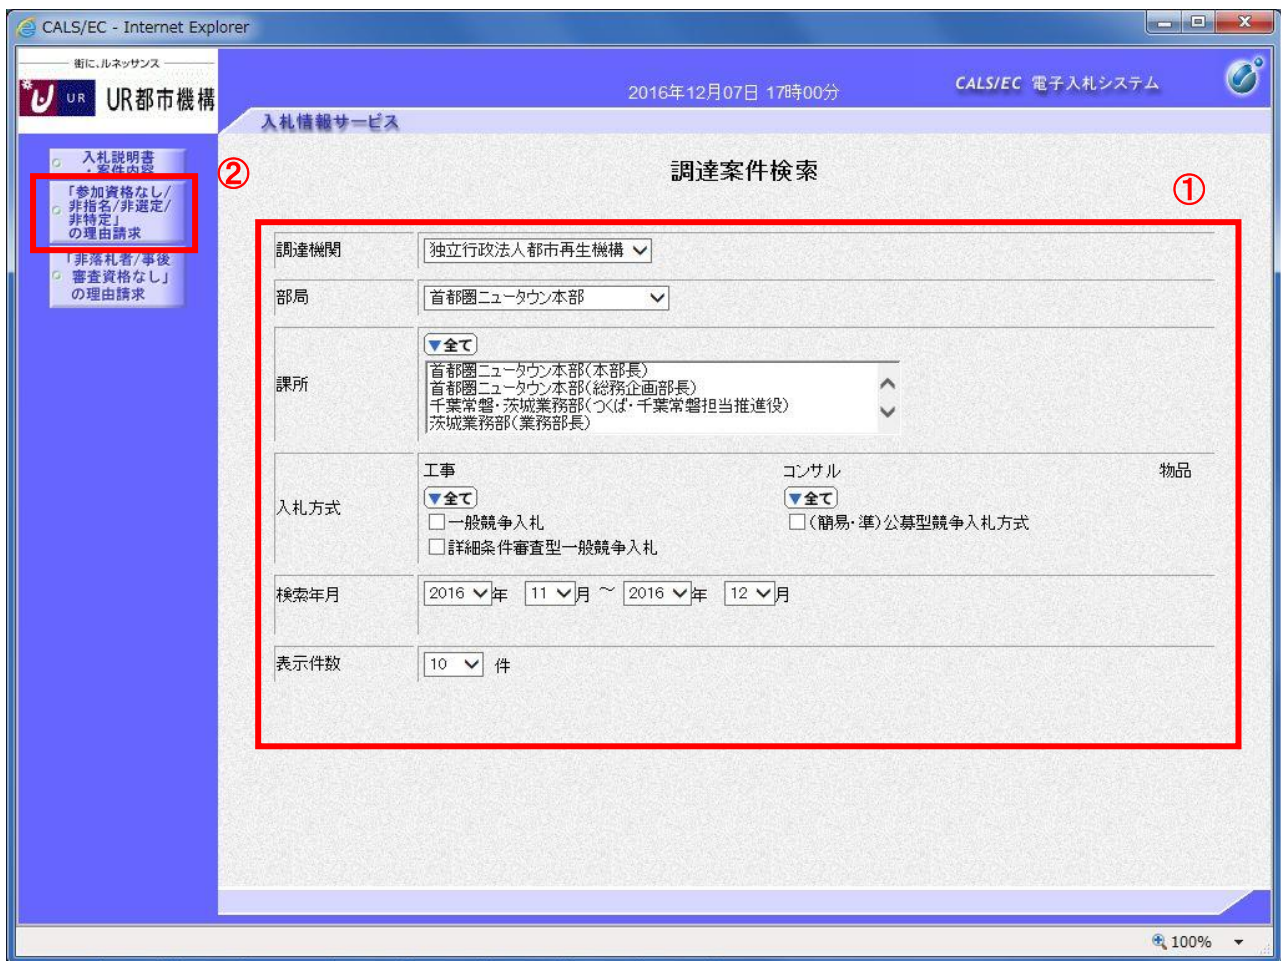 CALS/EC - Internet Explorer
街に、ルネッサンス
UR UR都市機構
2016年12月07日 17時00分
CALS/EC 電子入札システム
入札情報サービス
入札説明書
・案件内容
②
「参加資格なし/
非指名/非選定/
非特定」
の理由請求
「非落札者/事後
審査資格なし」
の理由請求
調達案件検索
①
調達機関
独立行政法人都市再生機構
部局
首都圏ニュータウン本部
課所
▼全て
首都圏ニュータウン本部(本部長)
首都圏ニュータウン本部(総務企画部長)
千葉常磐・茨城業務部(つくば・千葉常磐担当推進役)
茨城業務部(業務部長)
入札方式
工事 コンサル 物品
▼全て ▼全て
一般競争入札 (簡易・準)公募型競争入札方式
詳細条件審査型一般競争入札
検索年月
2016 年 11 月 ～ 2016 年 12 月
表示件数
10 件
100%